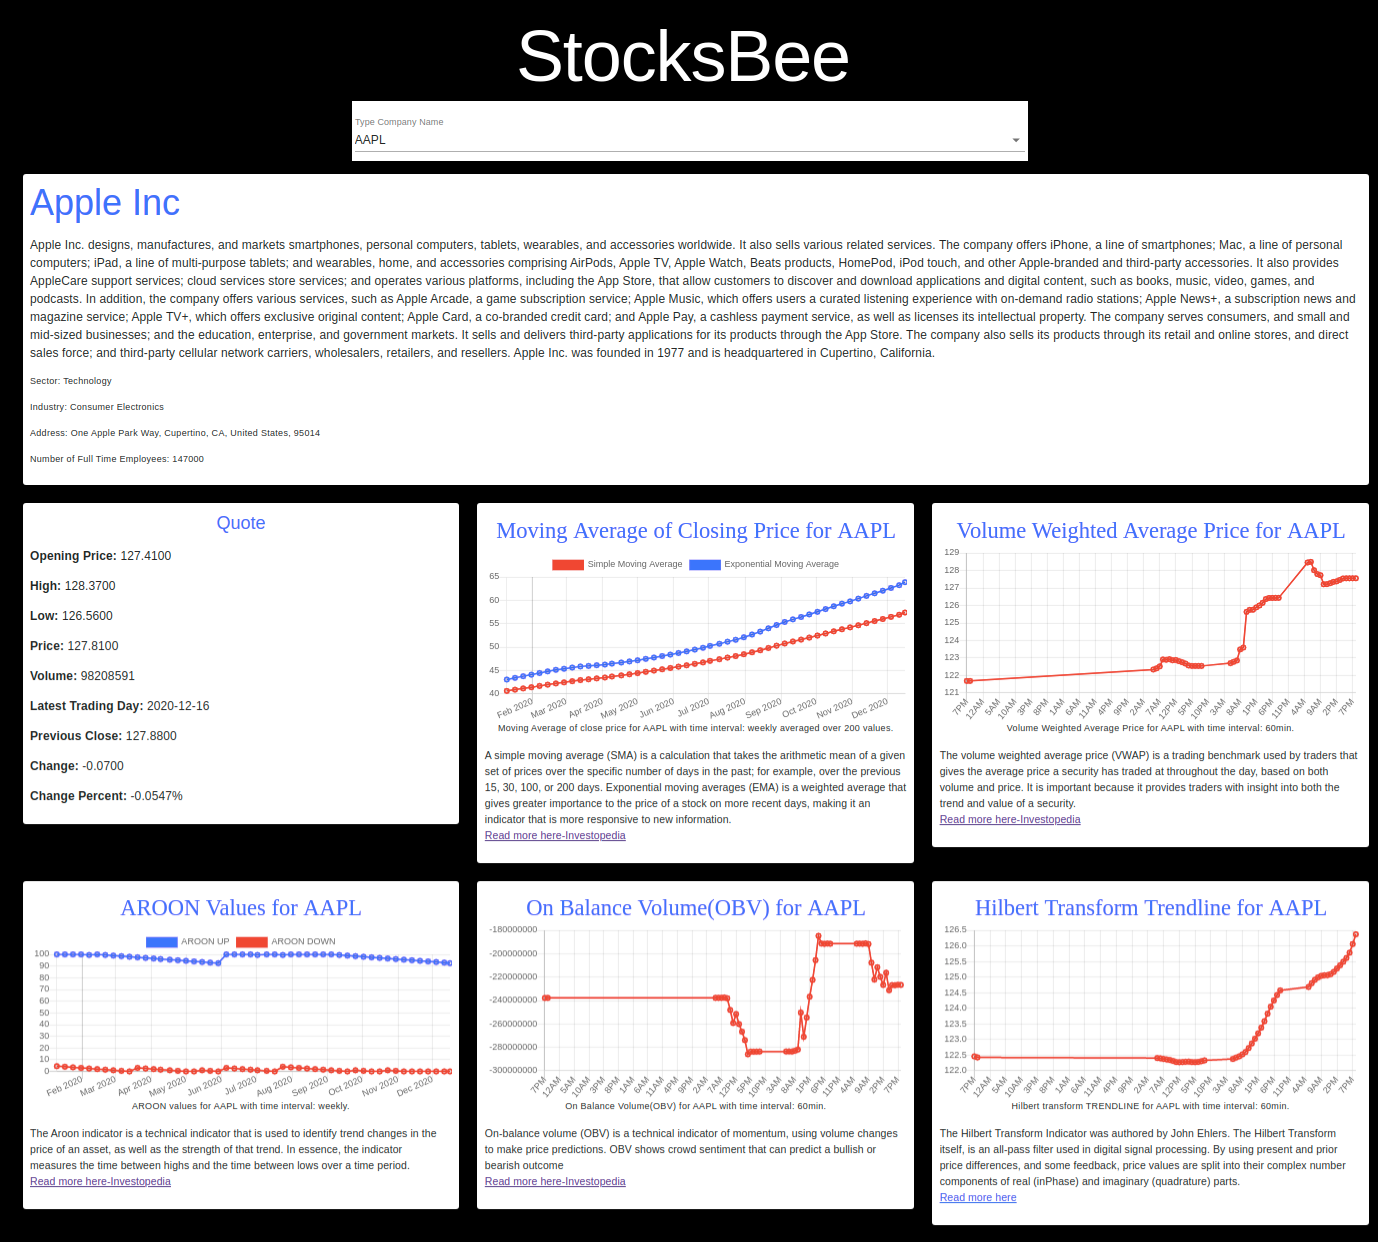 StocksBee
Type Company Name
AAPL
Apple Inc
Apple Inc. designs, manufactures, and markets smartphones, personal computers, tablets, wearables, and accessories worldwide. It also sells various related services. The company offers iPhone, a line of smartphones; Mac, a line of personal
computers; iPad, a line of multi-purpose tablets; and wearables, home, and accessories comprising AirPods, Apple TV, Apple Watch, Beats products, HomePod, iPod touch, and other Apple-branded and third-party accessories. It also provides
AppleCare support services; cloud services store services; and operates various platforms, including the App Store, that allow customers to discover and download applications and digital content, such as books, music, video, games, and
podcasts. In addition, the company offers various services, such as Apple Arcade, a game subscription service; Apple Music, which offers users a curated listening experience with on-demand radio stations; Apple News+, a subscription news and
magazine service; Apple TV+, which offers exclusive original content; Apple Card, a co-branded credit card; and Apple Pay, a cashless payment service, as well as licenses its intellectual property. The company serves consumers, and small and
mid-sized businesses; and the education, enterprise, and government markets. It sells and delivers third-party applications for its products through the App Store. The company also sells its products through its retail and online stores, and direct
sales force; and third-party cellular network carriers, wholesalers, retailers, and resellers. Apple Inc. was founded in 1977 and is headquartered in Cupertino, California.
Sector: Technology
Industry: Consumer Electronics
Address: One Apple Park Way, Cupertino, CA, United States, 95014
Number of Full Time Employees: 147000
Quote
Opening Price: 127.4100
High: 128.3700
Low: 126.5600
Price: 127.8100
Volume: 98208591
Latest Trading Day: 2020-12-16
Previous Close: 127.8800
Change: -0.0700
Change Percent: -0.0547%
Moving Average of Closing Price for AAPL
Simple Moving Average Exponential Moving Average
65
60
55
50
45
40
Feb 2020 Mar 2020 Apr 2020 May 2020 Jun 2020 Jul 2020 Aug 2020 Sep 2020 Oct 2020 Nov 2020 Dec 2020
Moving Average of close price for AAPL with time interval: weekly averaged over 200 values.
A simple moving average (SMA) is a calculation that takes the arithmetic mean of a given
set of prices over the specific number of days in the past; for example, over the previous
15, 30, 100, or 200 days. Exponential moving averages (EMA) is a weighted average that
gives greater importance to the price of a stock on more recent days, making it an
indicator that is more responsive to new information.
Read more here-Investopedia
Volume Weighted Average Price for AAPL
129
128
127
126
125
124
123
122
121
7PM 12AM 5AM 10AM 3PM 8PM 1AM 6AM 11AM 4PM 9PM 2AM 7AM 12PM 5PM 10PM 3AM 8AM 1PM 6PM 11PM 4AM 9AM 2PM 7PM
Volume Weighted Average Price for AAPL with time interval: 60min.
The volume weighted average price (VWAP) is a trading benchmark used by traders that
gives the average price a security has traded at throughout the day, based on both
volume and price. It is important because it provides traders with insight into both the
trend and value of a security.
Read more here-Investopedia
AROON Values for AAPL
AROON UP AROON DOWN
100
90
80
70
60
50
40
30
20
10
0
Feb 2020 Mar 2020 Apr 2020 May 2020 Jun 2020 Jul 2020 Aug 2020 Sep 2020 Oct 2020 Nov 2020 Dec 2020
AROON values for AAPL with time interval: weekly.
The Aroon indicator is a technical indicator that is used to identify trend changes in the
price of an asset, as well as the strength of that trend. In essence, the indicator
measures the time between highs and the time between lows over a time period.
Read more here-Investopedia
On Balance Volume(OBV) for AAPL
-180000000
-200000000
-220000000
-240000000
-260000000
-280000000
-300000000
7PM 12AM 5AM 10AM 3PM 8PM 1AM 6AM 11AM 4PM 9PM 2AM 7AM 12PM 5PM 10PM 3AM 8AM 1PM 6PM 11PM 4AM 9AM 2PM 7PM
On Balance Volume(OBV) for AAPL with time interval: 60min.
On-balance volume (OBV) is a technical indicator of momentum, using volume changes
to make price predictions. OBV shows crowd sentiment that can predict a bullish or
bearish outcome
Read more here-Investopedia
Hilbert Transform Trendline for AAPL
126.5
126.0
125.5
125.0
124.5
124.0
123.5
123.0
122.5
122.0
7PM 12AM 5AM 10AM 3PM 8PM 1AM 6AM 11AM 4PM 9PM 2AM 7AM 12PM 5PM 10PM 3AM 8AM 1PM 6PM 11PM 4AM 9AM 2PM 7PM
Hilbert transform TRENDLINE for AAPL with time interval: 60min.
The Hilbert Transform Indicator was authored by John Ehlers. The Hilbert Transform
itself, is an all-pass filter used in digital signal processing. By using present and prior
price differences, and some feedback, price values are split into their complex number
components of real (inPhase) and imaginary (quadrature) parts.
Read more here